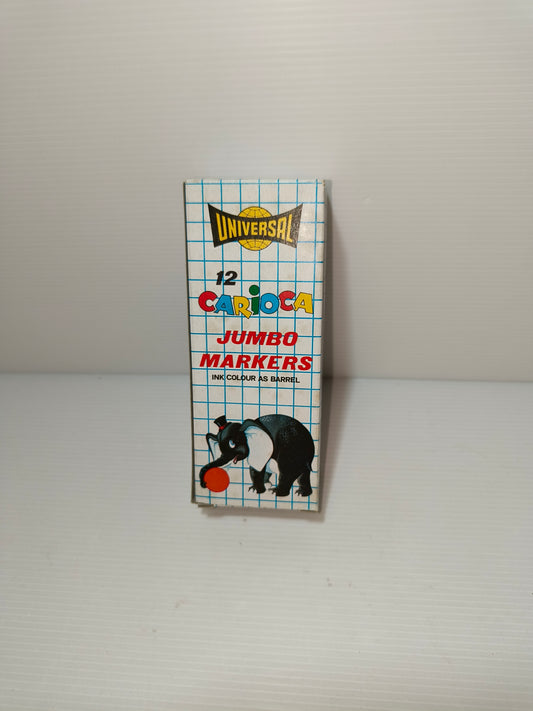 UNIVERSAL
12
CARIOCA
JUMBO
MARKERS
INK COLOUR AS BARREL